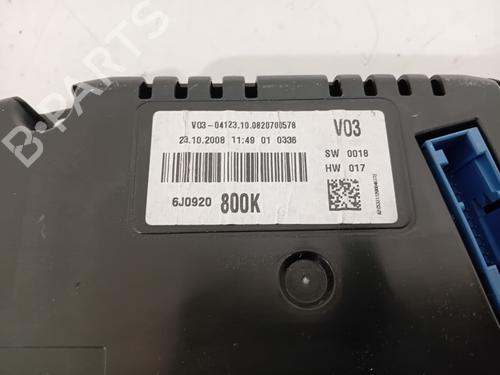 B-PARTS
V03-04123,10.0820700578
23.10.2008 11:49 01 0336
6J0920 800K
V03
SW 0018
HW 017